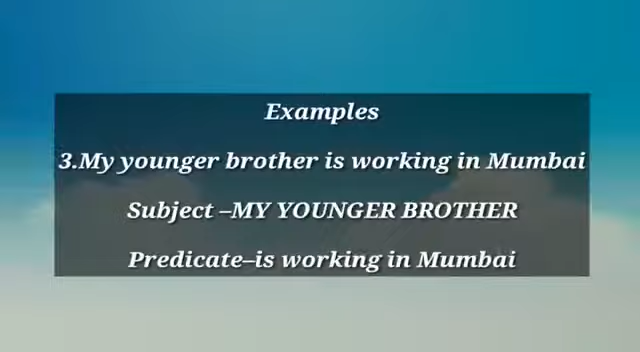 Examples
3.My younger brother is working in Mumbai
Subject –MY YOUNGER BROTHER
Predicate–is working in Mumbai